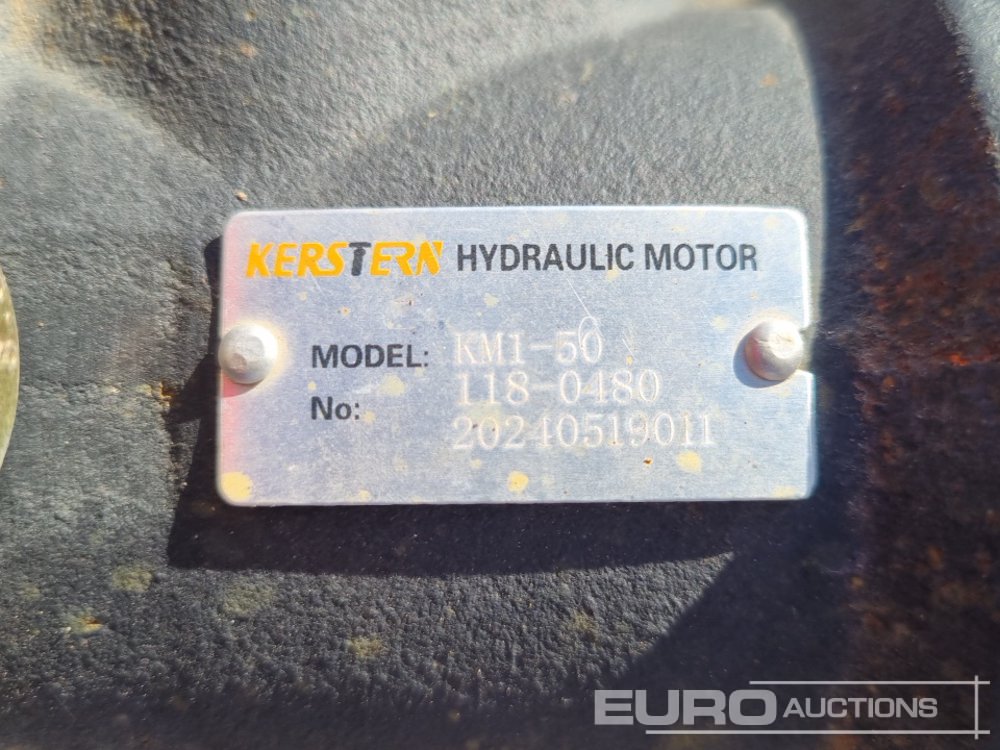 KERSTERN HYDRAULIC MOTOR
MODEL: KM1-50
118-0480
No:
20240519011
EURO AUCTIONS